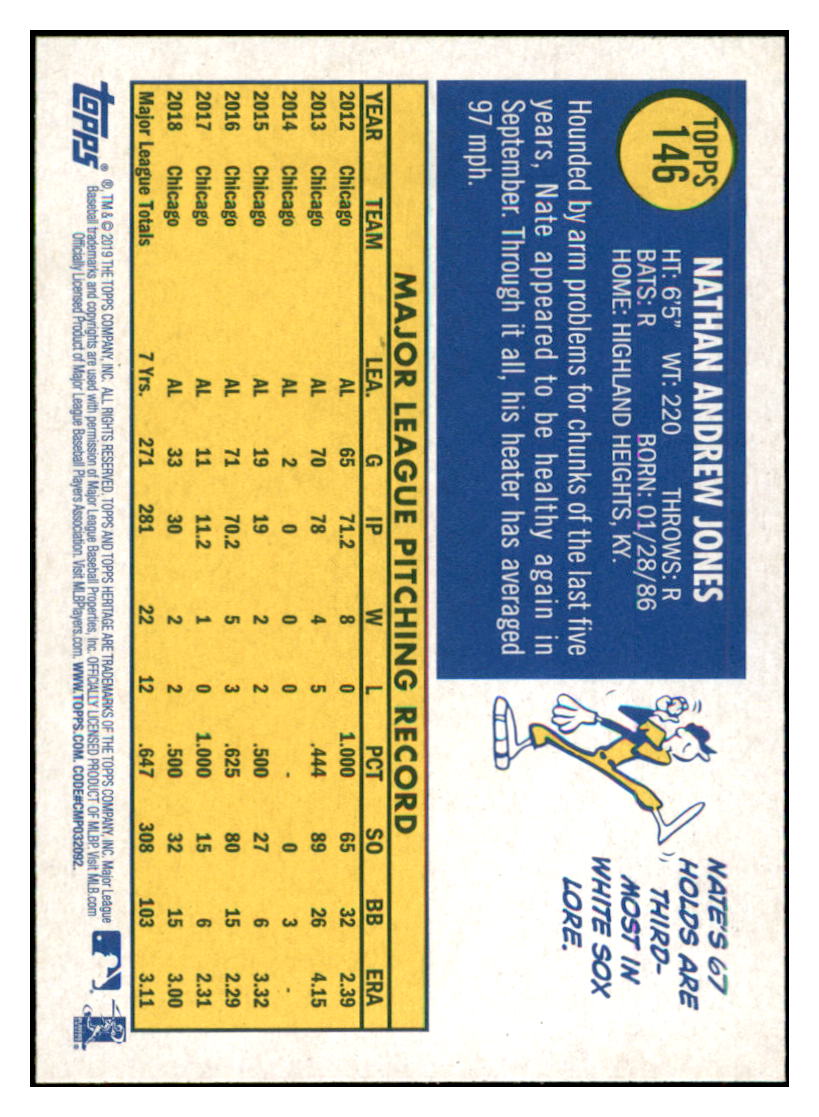 TOPPS
146
NATHAN ANDREW JONES
HT: 6'5" WT: 220 THROWS: R
BATS: R BORN: 01/28/86
HOME: HIGHLAND HEIGHTS, KY.
Hounded by arm problems for chunks of the last five
years, Nate appeared to be healthy again in
September. Through it all, his heater has averaged
97 mph.
NATE'S 67
HOLDS ARE
THIRD-
MOST IN
WHITE SOX
LORE.
MAJOR LEAGUE PITCHING RECORD
YEAR TEAM LEA. G IP W L PCT SO BB ERA
2012 Chicago AL 65 71.2 8 0 1.000 65 32 2.39
2013 Chicago AL 70 78 4 5 .444 89 26 4.15
2014 Chicago AL 2 0 0 0 - 0 3 -
2015 Chicago AL 19 19 2 2 .500 27 6 3.32
2016 Chicago AL 71 70.2 5 3 .625 80 15 2.29
2017 Chicago AL 11 11.2 1 0 1.000 15 6 2.31
2018 Chicago AL 33 30 2 2 .500 32 15 3.00
Major League Totals 7 Yrs. 271 281 22 12 .647 308 103 3.11
topps®
®, TM & © 2019 THE TOPPS COMPANY, INC. ALL RIGHTS RESERVED. TOPPS AND TOPPS HERITAGE ARE TRADEMARKS OF THE TOPPS COMPANY, INC. Major League
Baseball trademarks and copyrights are used with permission of Major League Baseball Properties, Inc. OFFICIALLY LICENSED PRODUCT OF MLBP. Visit MLB.com
Officially Licensed Product of Major League Baseball Players Association. Visit MLBPlayers.com. WWW.TOPPS.COM. CODE#CMP032092.